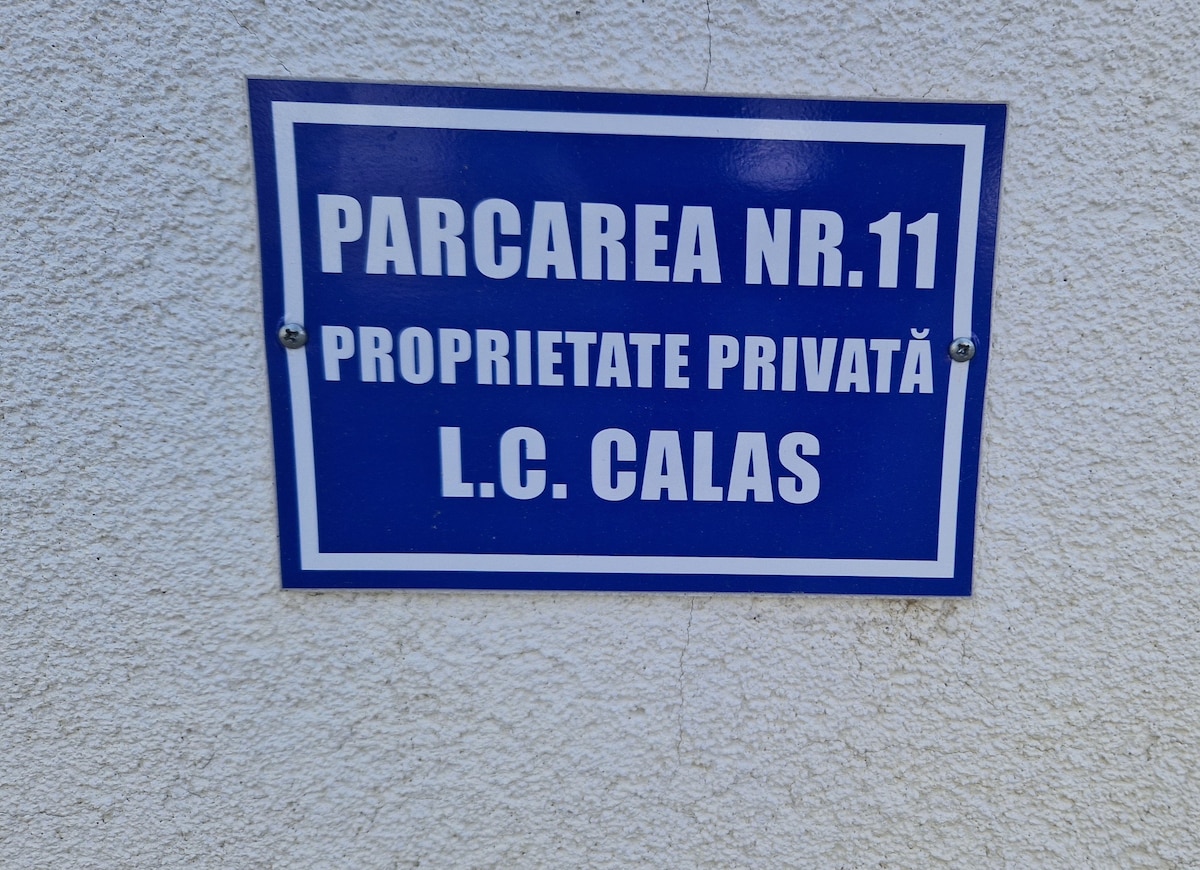 PARCAREA NR.11
PROPRIETATE PRIVATĂ
L.C. CALAS